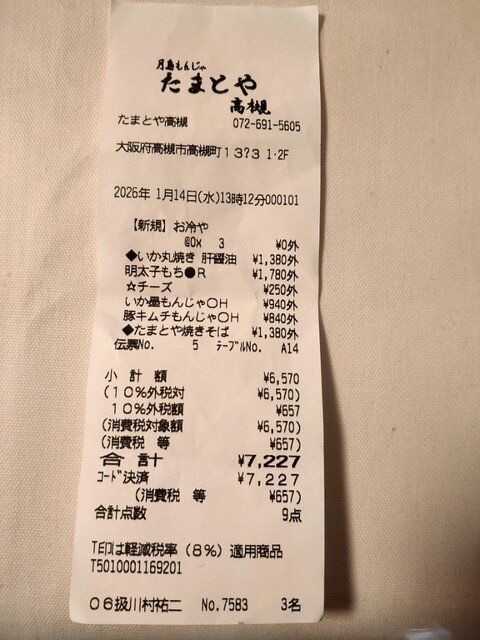 月島もんじゃ
たまとや
高槻
たまとや高槻 072-691-5605
大阪府高槻市高槻町13?3 1・2F
2026年 1月14日(水)13時12分000101
【新規】お冷や
@0x 3 ¥0外
◆いか丸焼き 肝醤油 ¥1,380外
明太子もち●R ¥1,780外
☆チーズ ¥250外
いか墨もんじゃ○H ¥940外
豚キムチもんじゃ○H ¥840外
◆たまとや焼きそば ¥1,380外
伝票No. 5 テーブルNo. A14
小 計 額 ¥6,570
(10%外税対 ¥6,570)
10%外税額 ¥657
(消費税対象額 ¥6,570)
(消費税 等 ¥657)
合計 ¥7,227
コード決済 ¥7,227
(消費税 等 ¥657)
合計点数 9点
T印は軽減税率(8%)適用商品
T5010001169201
06扱川村祐二 No.7583 3名